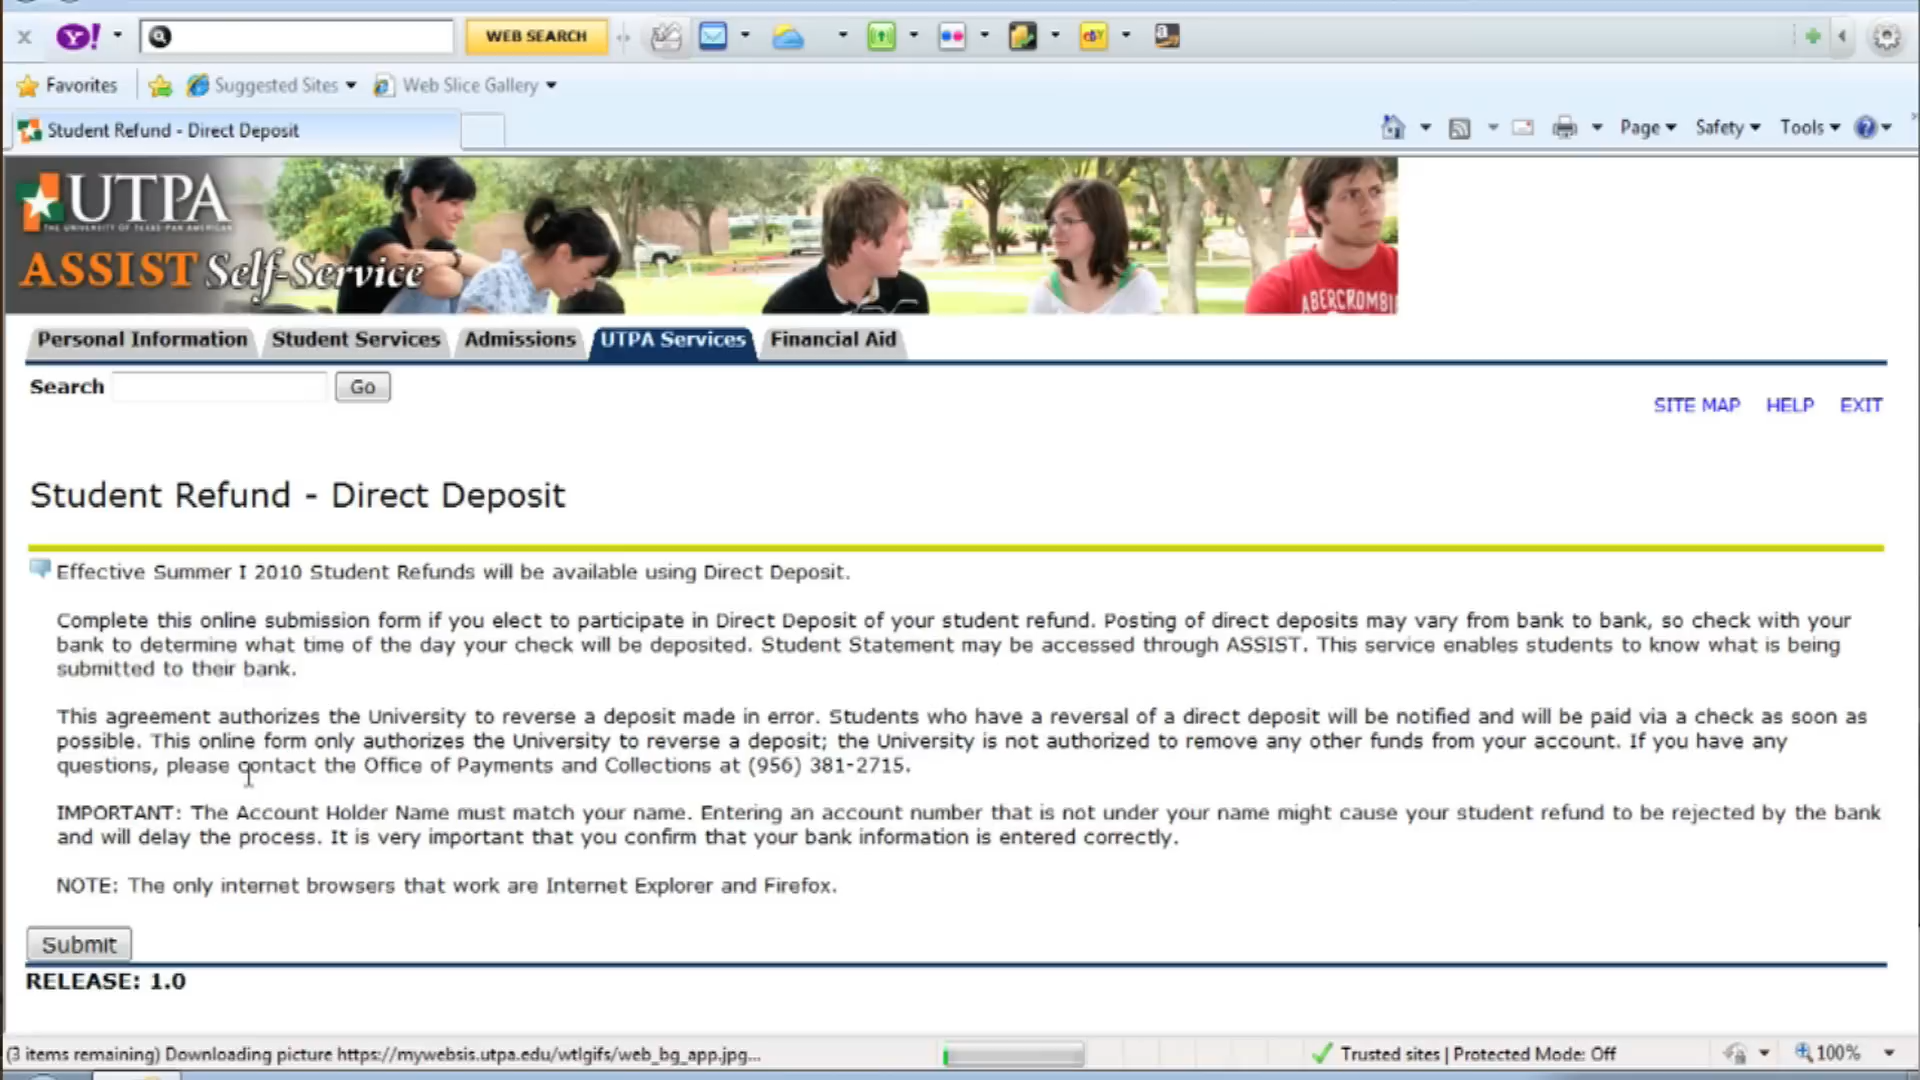 Y!
WEB SEARCH
Favorites
Suggested Sites
Web Slice Gallery
Student Refund - Direct Deposit
Page
Safety
Tools
UTPA
THE UNIVERSITY OF TEXAS-PAN AMERICAN
ASSIST Self-Service
ABERCROMBI
Personal Information
Student Services
Admissions
UTPA Services
Financial Aid
Search
Go
SITE MAP HELP EXIT
Student Refund - Direct Deposit
Effective Summer I 2010 Student Refunds will be available using Direct Deposit.
Complete this online submission form if you elect to participate in Direct Deposit of your student refund. Posting of direct deposits may vary from bank to bank, so check with your
bank to determine what time of the day your check will be deposited. Student Statement may be accessed through ASSIST. This service enables students to know what is being
submitted to their bank.
This agreement authorizes the University to reverse a deposit made in error. Students who have a reversal of a direct deposit will be notified and will be paid via a check as soon as
possible. This online form only authorizes the University to reverse a deposit; the University is not authorized to remove any other funds from your account. If you have any
questions, please contact the Office of Payments and Collections at (956) 381-2715.
IMPORTANT: The Account Holder Name must match your name. Entering an account number that is not under your name might cause your student refund to be rejected by the bank
and will delay the process. It is very important that you confirm that your bank information is entered correctly.
NOTE: The only internet browsers that work are Internet Explorer and Firefox.
Submit
RELEASE: 1.0
(3 items remaining) Downloading picture https://mywebsis.utpa.edu/wtlgifs/web_bg_app.jpg...
Trusted sites | Protected Mode: Off
100%